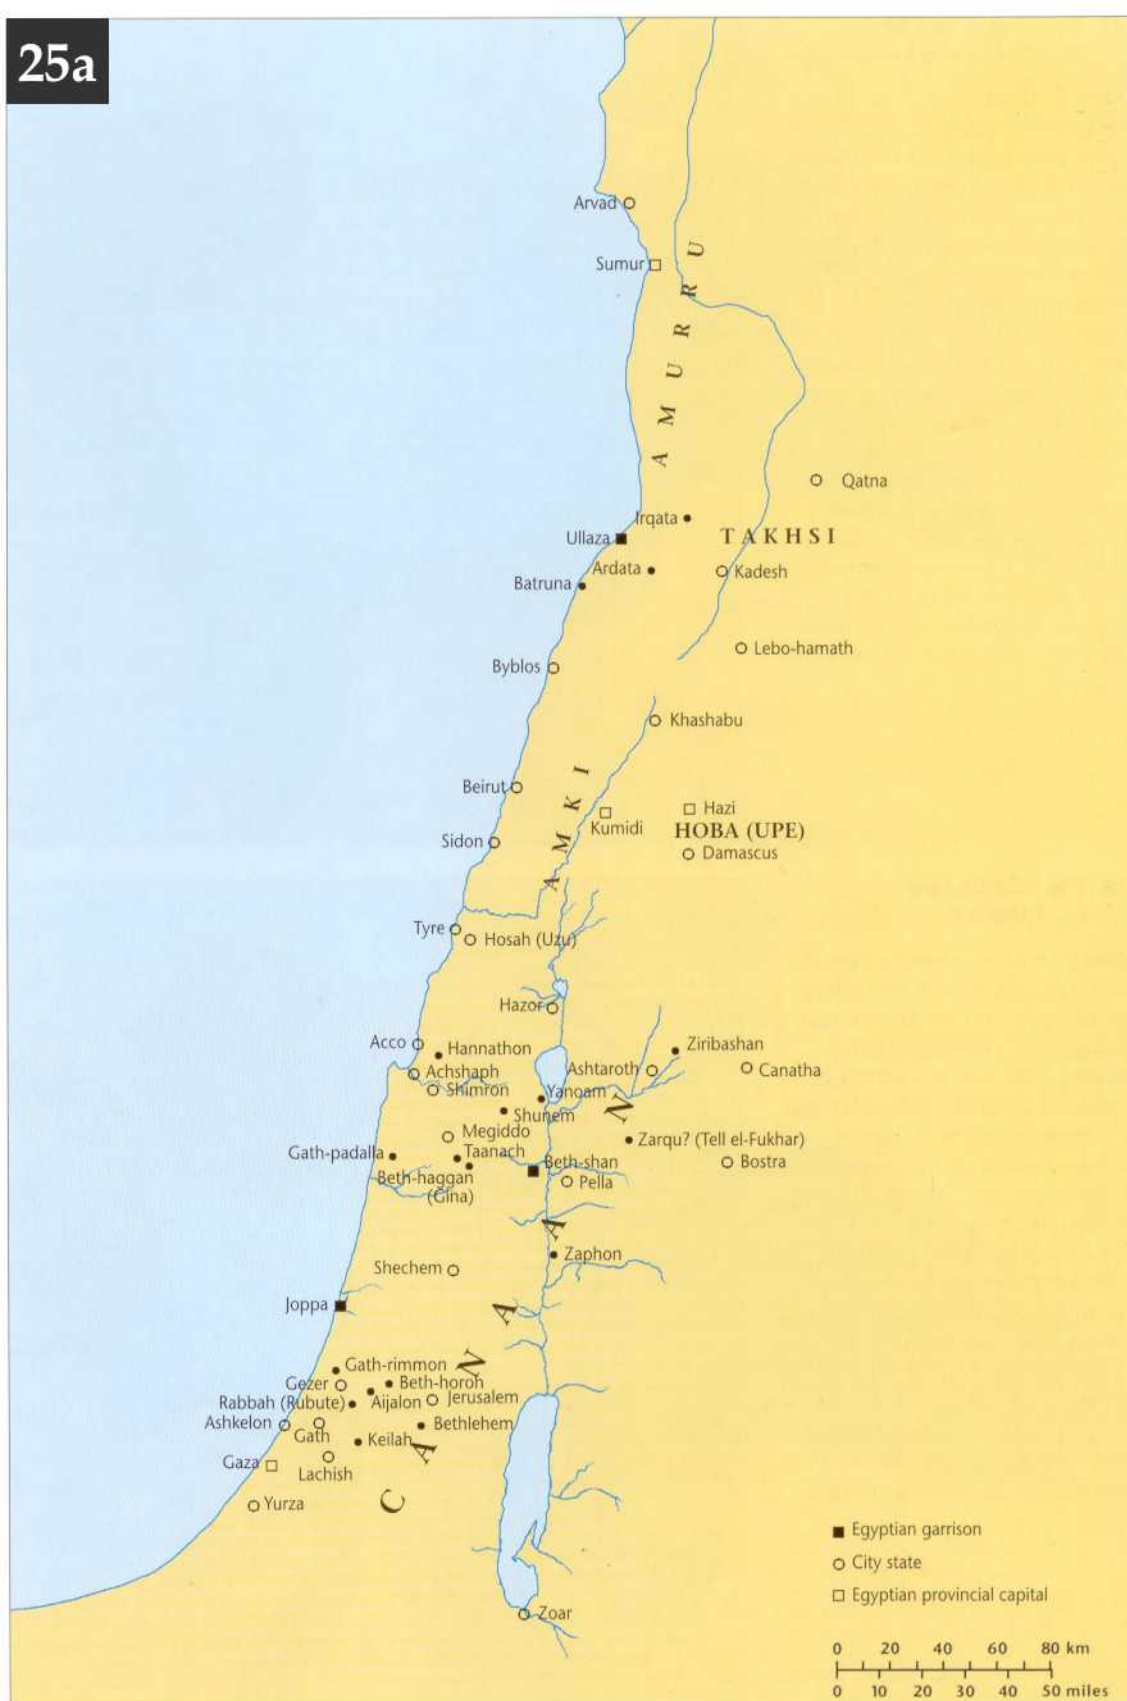 25a
Arvad
Sumur
AMURRU
Qatna
Irqata
Ullaza
TAKHSI
Ardata
Kadesh
Batruna
Lebo-hamath
Byblos
Khashabu
Beirut
AMKI
Hazi
Kumidi
HOBA (UPE)
Sidon
Damascus
Tyre
Hosah (Uzu)
Hazor
Acco
Hannathon
Ziribashan
Achshaph
Ashtaroth
Canatha
Shimron
Yanoam
Shunem
Megiddo
Zarqu? (Tell el-Fukhar)
Gath-padalla
Taanach
Beth-shan
Bostra
Beth-haggan
(Gina)
Pella
Zaphon
Shechem
Joppa
CANAAN
Gath-rimmon
Gezer
Beth-horoh
Rabbah (Rubute)
Aijalon
Jerusalem
Ashkelon
Gath
Bethlehem
Keilah
Gaza
Lachish
Yurza
Zoar
Egyptian garrison
City state
Egyptian provincial capital
0 20 40 60 80 km
0 10 20 30 40 50 miles